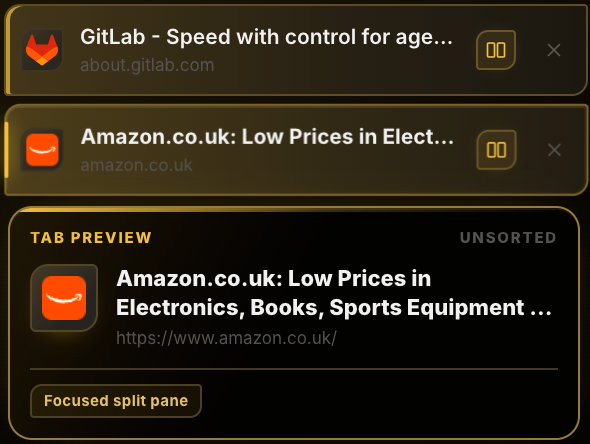 GitLab - Speed with control for age...
about.gitlab.com
Amazon.co.uk: Low Prices in Elect...
amazon.co.uk
TAB PREVIEW
UNSORTED
Amazon.co.uk: Low Prices in
Electronics, Books, Sports Equipment ...
https://www.amazon.co.uk/
Focused split pane